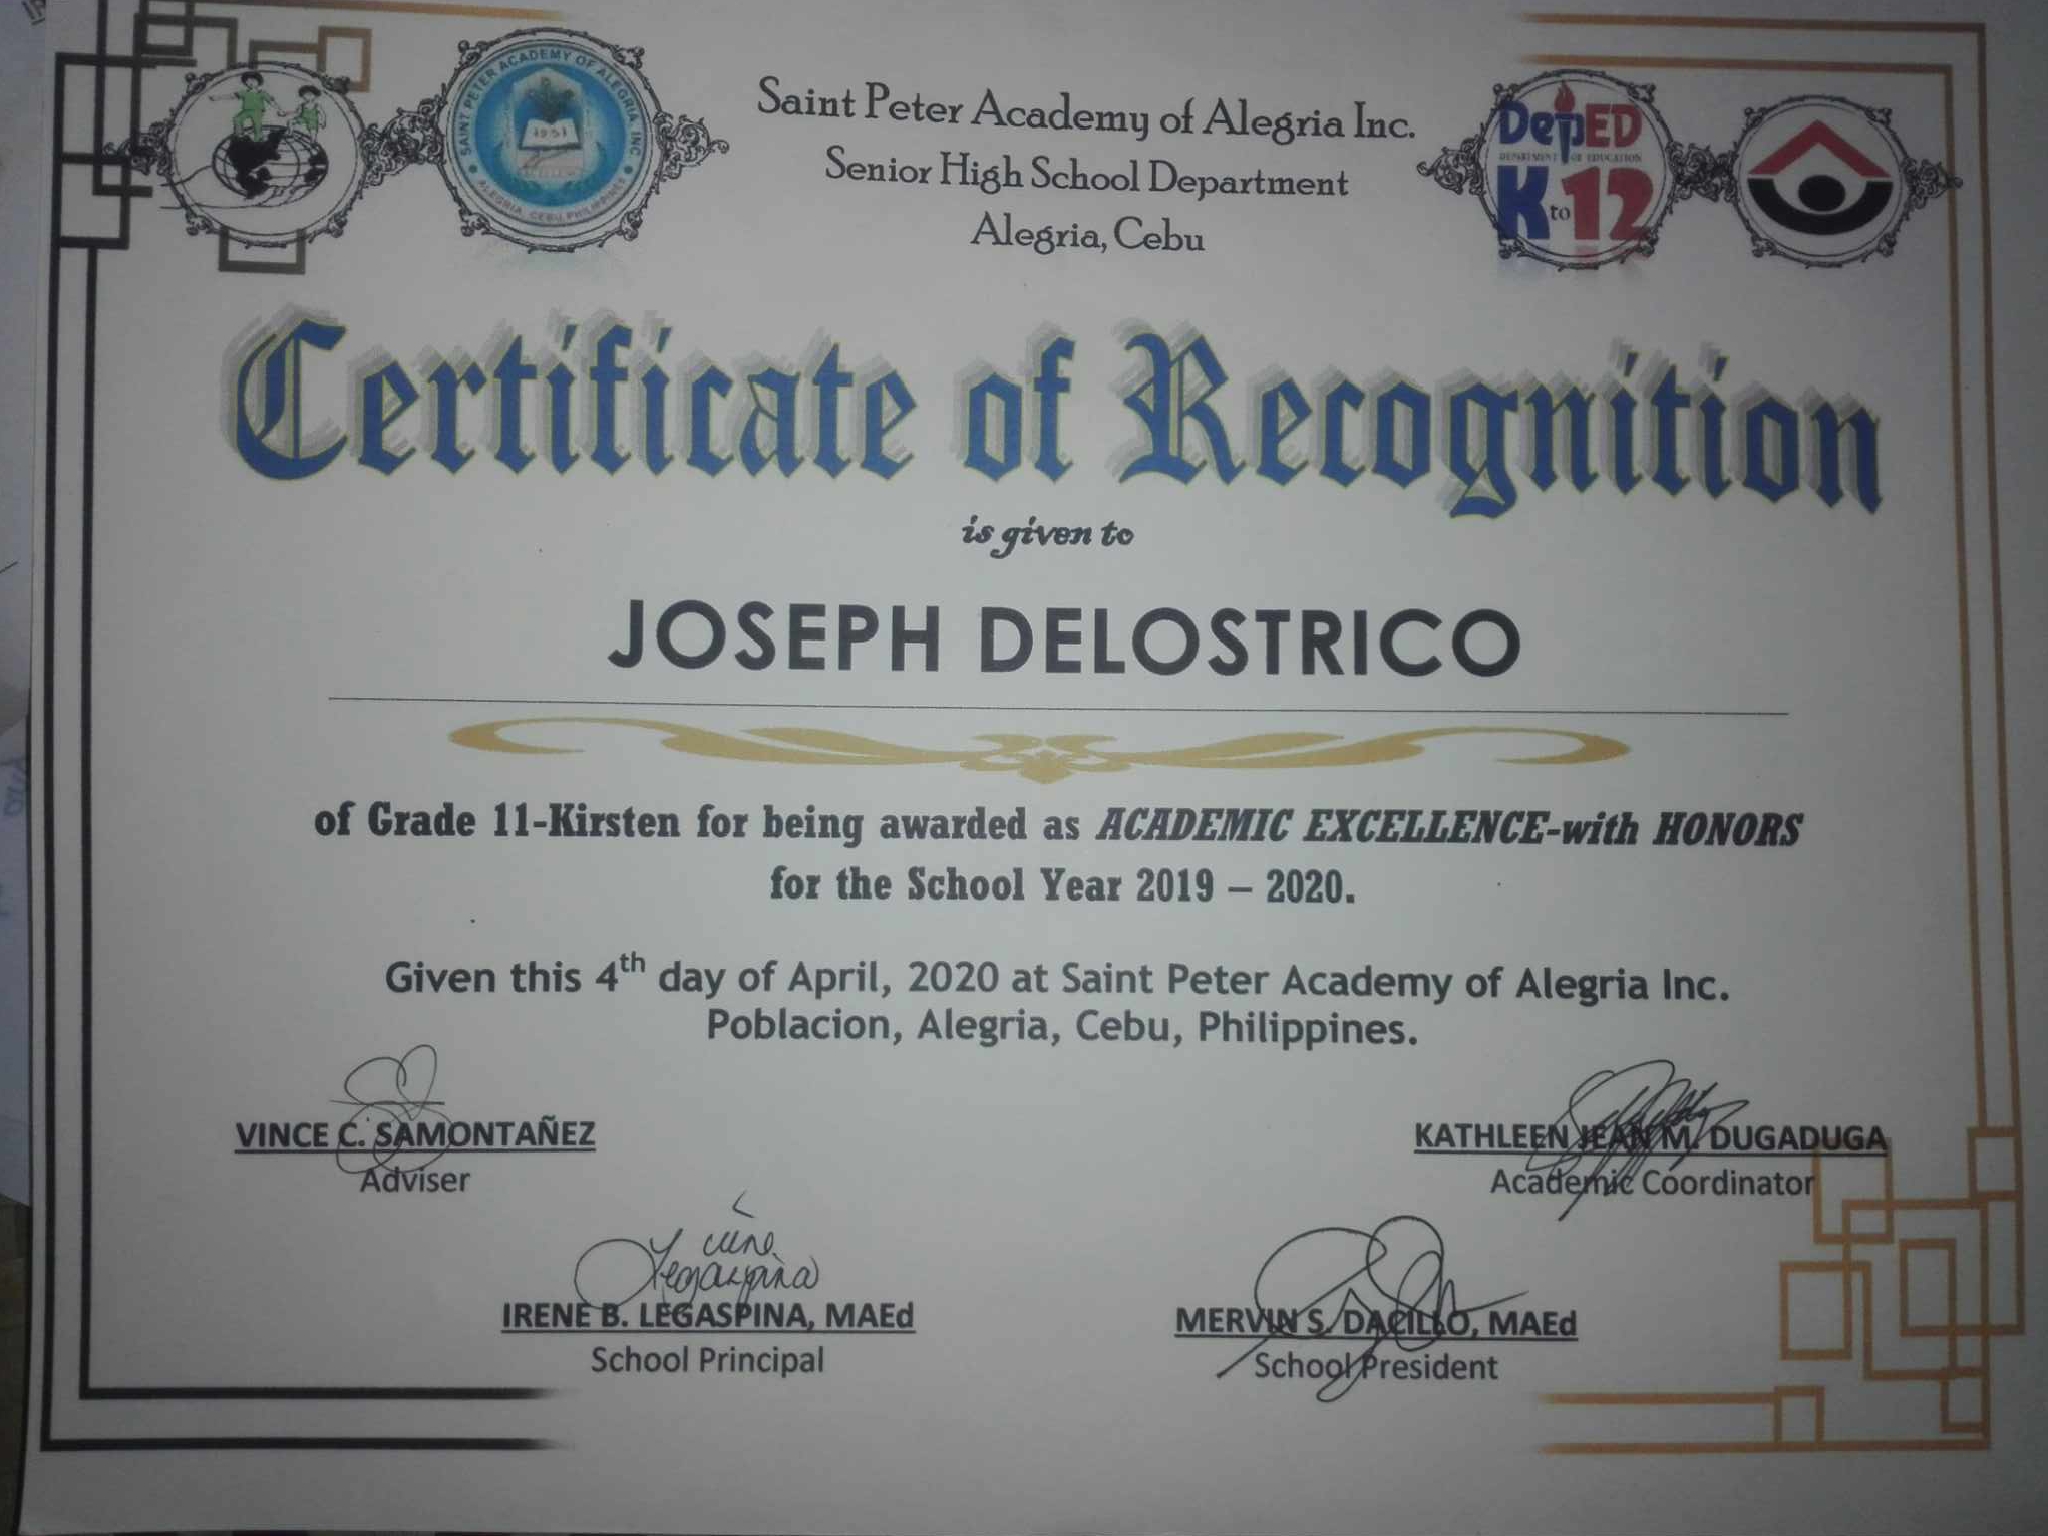 SAINT PETER ACADEMY OF ALEGRIA, INC
1951
EXCELLENCE
ALEGRIA, CEBU, PHILIPPINES
Saint Peter Academy of Alegria Inc.
Senior High School Department
Alegria, Cebu
DepED
DEPARTMENT OF EDUCATION
K to 12
Certificate of Recognition
is given to
JOSEPH DELOSTRICO
of Grade 11-Kirsten for being awarded as ACADEMIC EXCELLENCE-with HONORS
for the School Year 2019 – 2020.
Given this 4th day of April, 2020 at Saint Peter Academy of Alegria Inc.
Poblacion, Alegria, Cebu, Philippines.
VINCE C. SAMONTAÑEZ
Adviser
KATHLEEN JEAN M. DUGADUGA
Academic Coordinator
Legaspina
IRENE B. LEGASPINA, MAEd
School Principal
MERVIN S. DACILLO, MAEd
School President